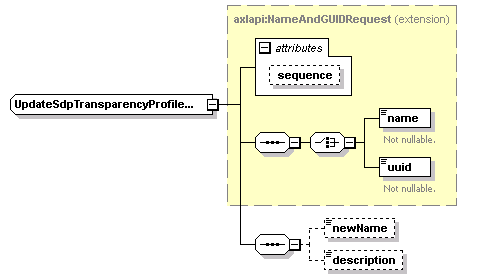 axlapi:NameAndGUIDRequest (extension)
attributes
sequence
UpdateSdpTransparencyProfile...
name
Not nullable.
uuid
Not nullable.
newName
description